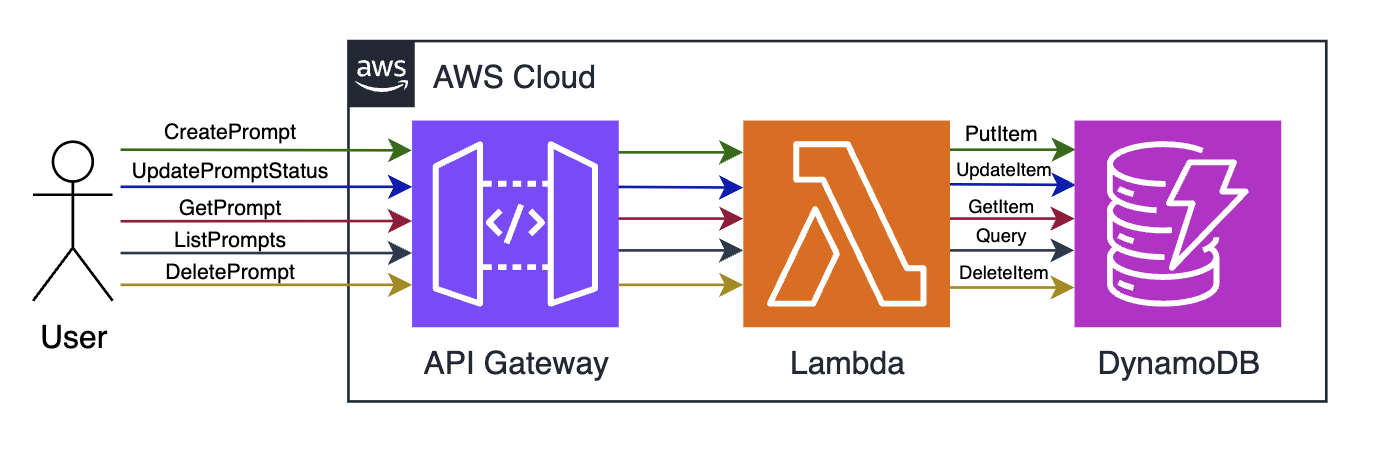 aws
AWS Cloud
CreatePrompt
UpdatePromptStatus
GetPrompt
ListPrompts
DeletePrompt
</>
PutItem
UpdateItem
GetItem
Query
DeleteItem
User
API Gateway
Lambda
DynamoDB